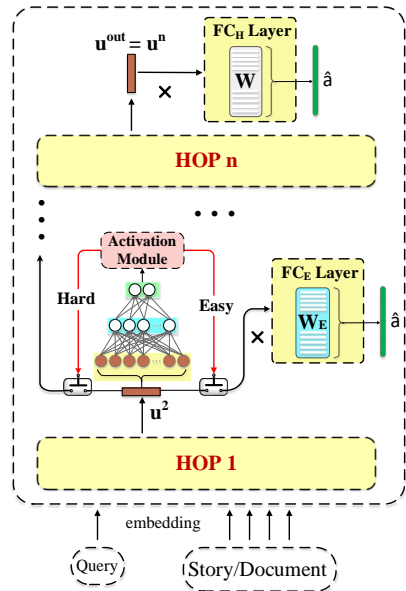 u^out = u^n
×
FC_H Layer
W
â
HOP n
Activation
Module
Hard
Easy
FC_E Layer
W_E
×
â
u^2
HOP 1
embedding
Query
Story/Document